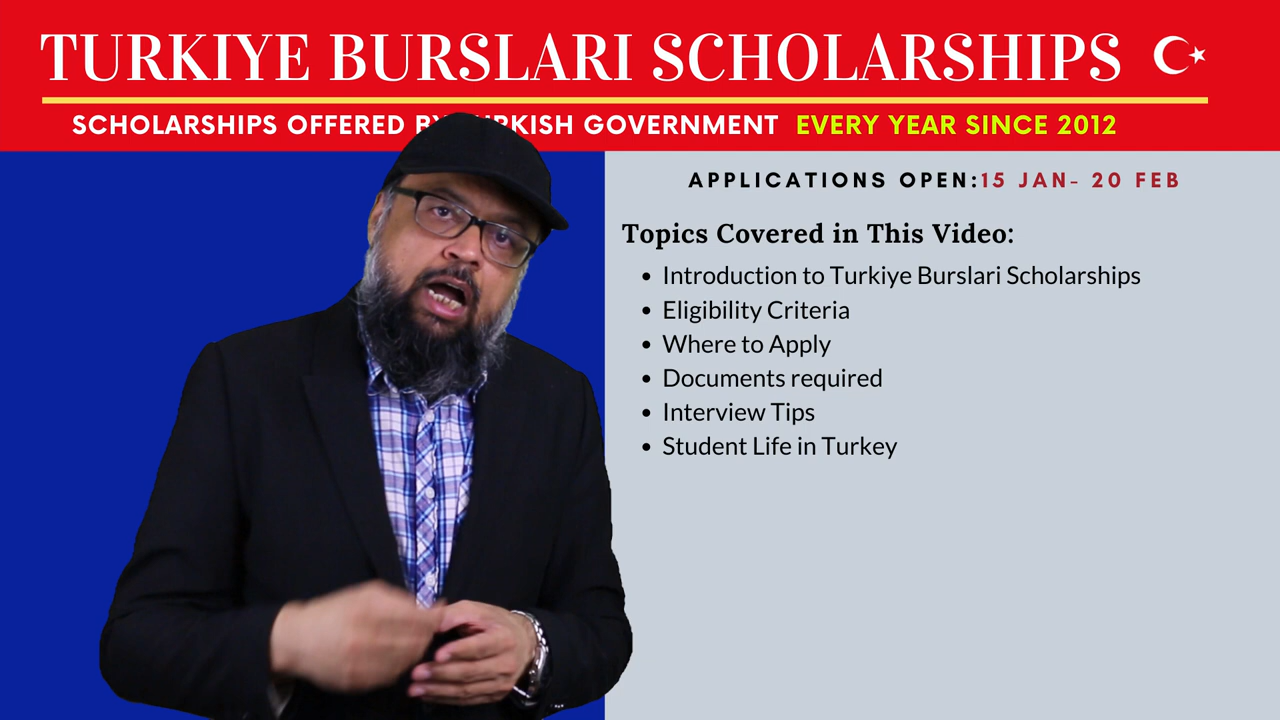 TURKIYE BURSLARI SCHOLARSHIPS
SCHOLARSHIPS OFFERED GOVERNMENT EVERY YEAR SINCE 2012
APPLICATIONS OPEN:15 JAN- 20 FEB
Topics Covered in This Video:
• Introduction to Turkiye Burslari Scholarships
• Eligibility Criteria
• Where to Apply
• Documents required
• Interview Tips
• Student Life in Turkey